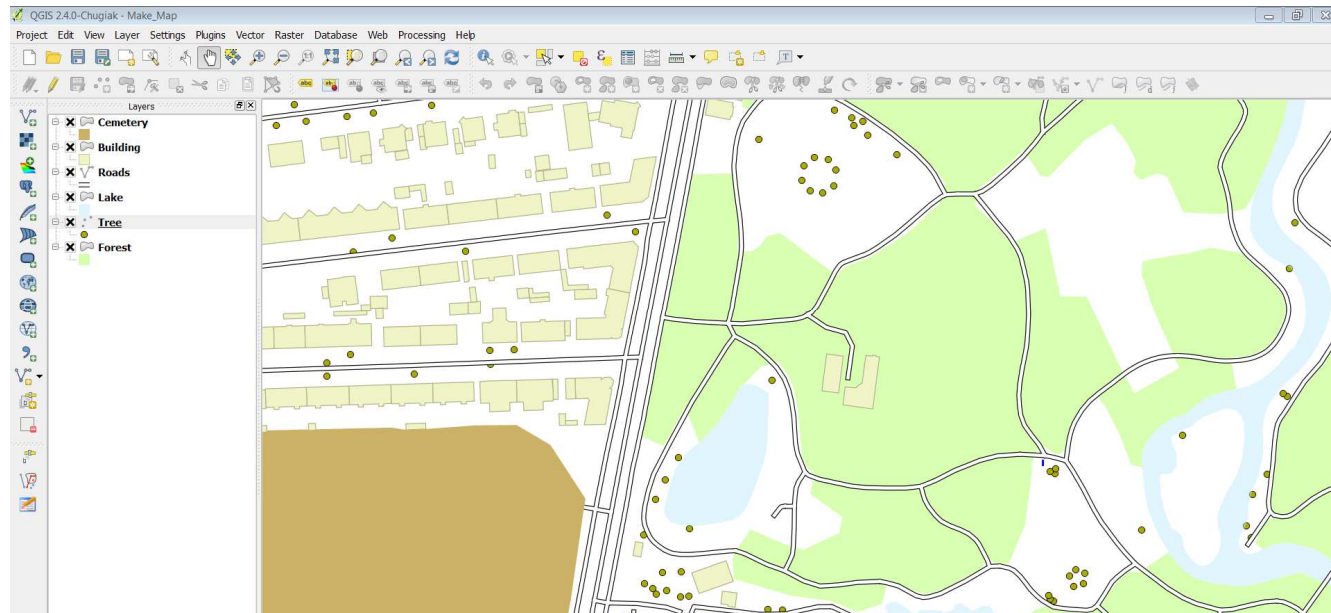 QGIS 2.4.0-Chugiak - Make_Map
Project Edit View Layer Settings Plugins Vector Raster Database Web Processing Help
Layers
Cemetery
Building
Roads
Lake
Tree
Forest